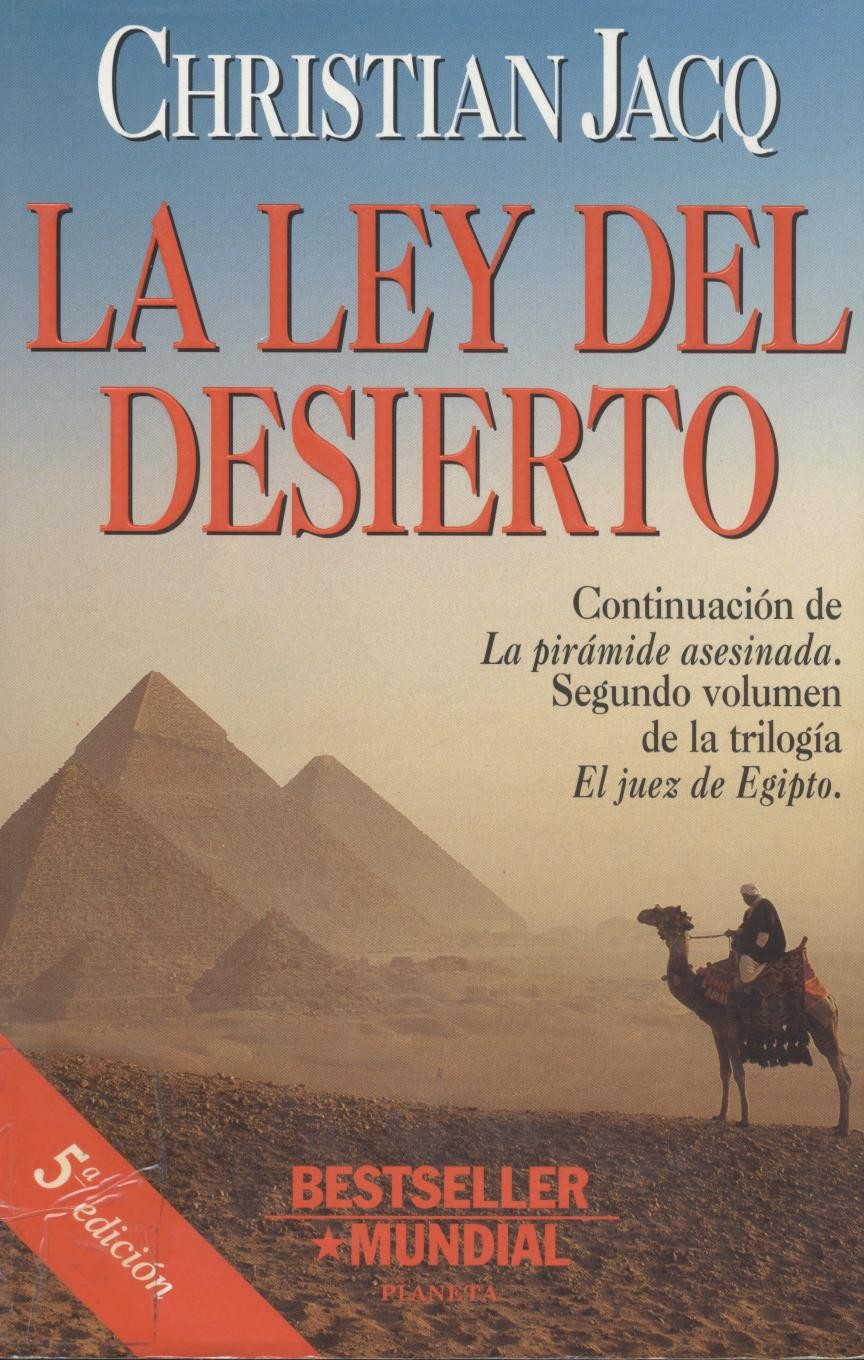 CHRISTIAN JACQ
LA LEY DEL
DESIERTO
Continuación de
La pirámide asesinada.
Segundo volumen
de la trilogía
El juez de Egipto.
5ª edición
BESTSELLER
★MUNDIAL
PLANETA